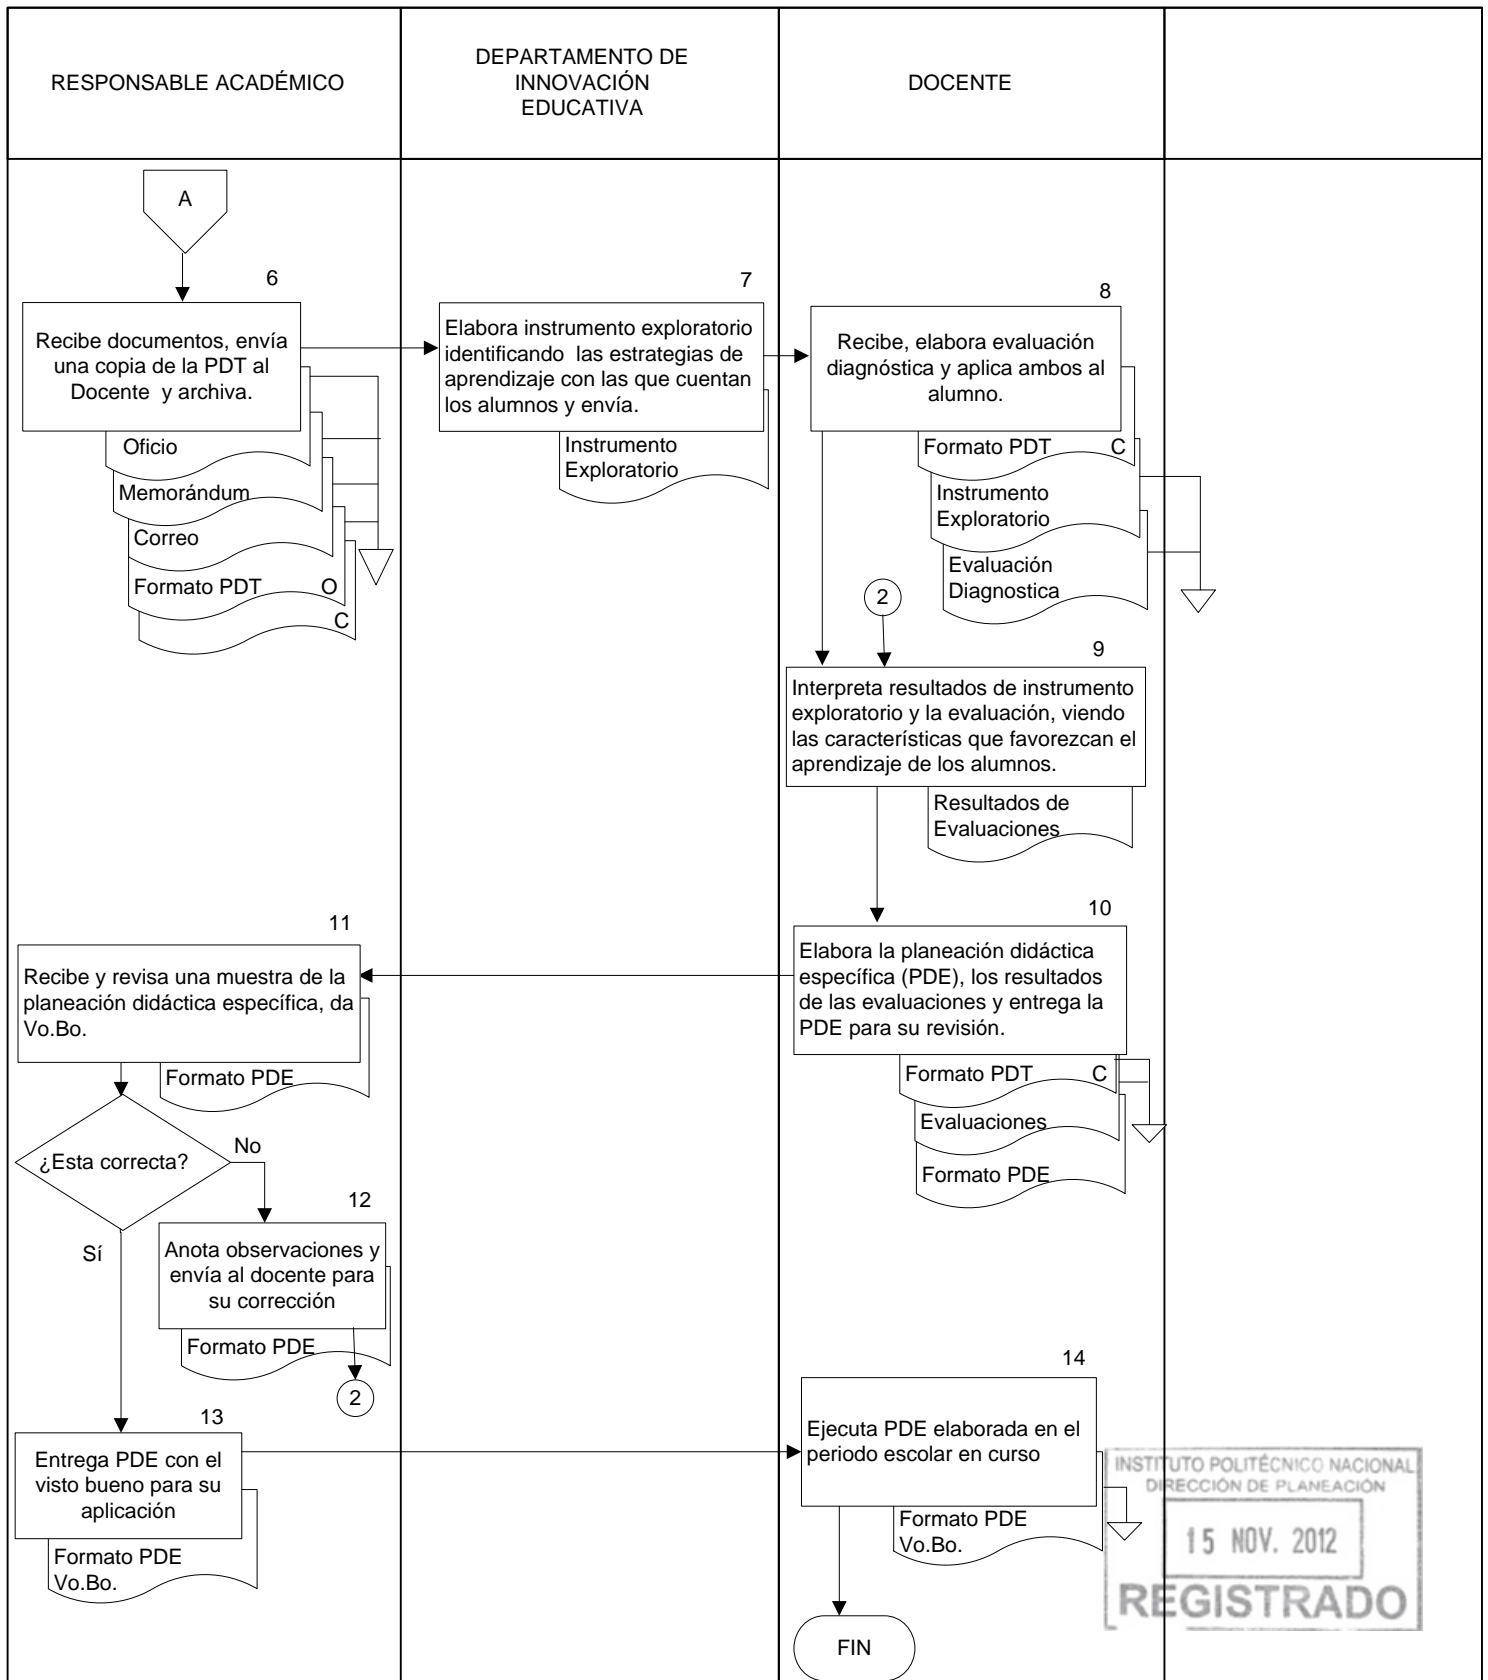 RESPONSABLE ACADÉMICO
DEPARTAMENTO DE
INNOVACIÓN
EDUCATIVA
DOCENTE
A
6
Recibe documentos, envía
una copia de la PDT al
Docente y archiva.
Oficio
Memorándum
Correo
Formato PDT O
C
7
Elabora instrumento exploratorio
identificando las estrategias de
aprendizaje con las que cuentan
los alumnos y envía.
Instrumento
Exploratorio
8
Recibe, elabora evaluación
diagnóstica y aplica ambos al
alumno.
Formato PDT C
Instrumento
Exploratorio
Evaluación
Diagnostica
2
9
Interpreta resultados de instrumento
exploratorio y la evaluación, viendo
las características que favorezcan el
aprendizaje de los alumnos.
Resultados de
Evaluaciones
10
Elabora la planeación didáctica
específica (PDE), los resultados
de las evaluaciones y entrega la
PDE para su revisión.
Formato PDT C
Evaluaciones
Formato PDE
11
Recibe y revisa una muestra de la
planeación didáctica específica, da
Vo.Bo.
Formato PDE
¿Esta correcta?
No
Sí
12
Anota observaciones y
envía al docente para
su corrección
Formato PDE
2
13
Entrega PDE con el
visto bueno para su
aplicación
Formato PDE
Vo.Bo.
14
Ejecuta PDE elaborada en el
periodo escolar en curso
Formato PDE
Vo.Bo.
FIN
INSTITUTO POLITÉCNICO NACIONAL
DIRECCIÓN DE PLANEACIÓN
15 NOV. 2012
REGISTRADO